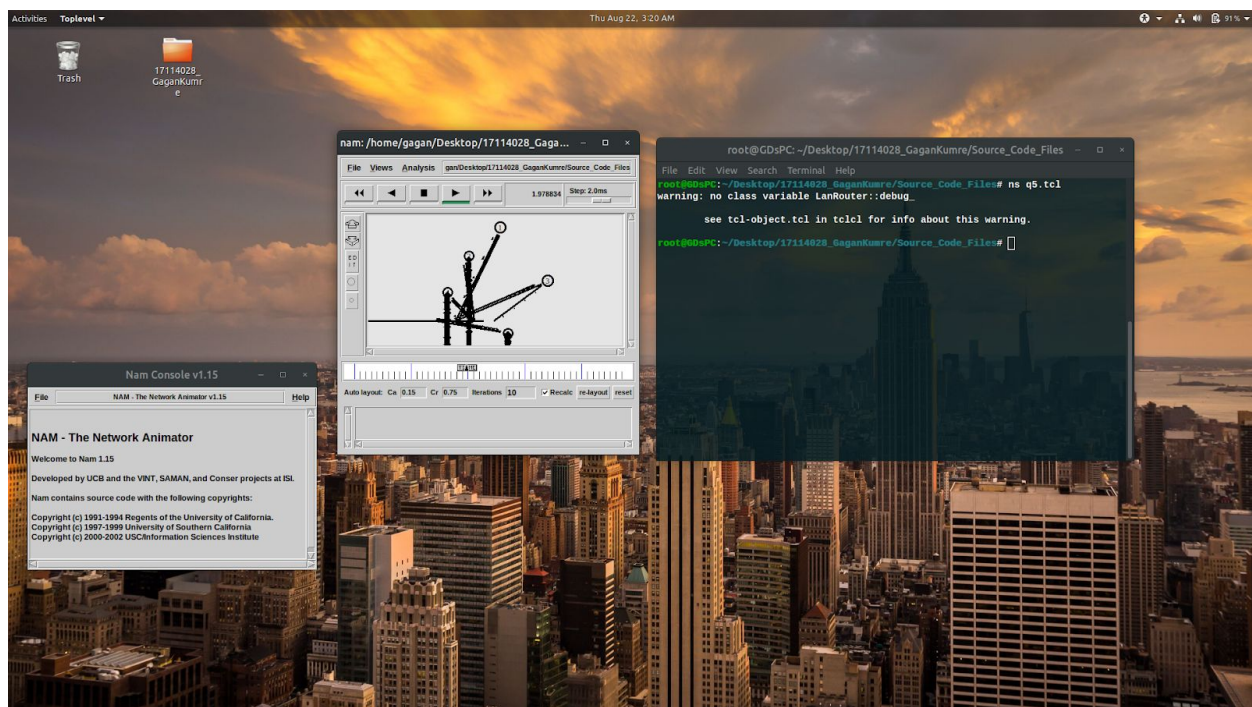 Activities Toplevel Thu Aug 22, 3:20 AM 91%
Trash
17114028_
GaganKumr
e
nam: /home/gagan/Desktop/17114028_Gaga...
File Views Analysis gan/Desktop/17114028_GaganKumre/Source_Code_Files
1.978834 Step: 2.0ms
1
3
Auto layout: Ca 0.15 Cr 0.75 Iterations 10 Recalc re-layout reset
root@GDsPC: ~/Desktop/17114028_GaganKumre/Source_Code_Files
File Edit View Search Terminal Help
root@GDsPC:~/Desktop/17114028_GaganKumre/Source_Code_Files# ns q5.tcl
warning: no class variable LanRouter::debug_
see tcl-object.tcl in tclcl for info about this warning.
root@GDsPC:~/Desktop/17114028_GaganKumre/Source_Code_Files#
Nam Console v1.15
File NAM - The Network Animator v1.15 Help
NAM - The Network Animator
Welcome to Nam 1.15
Developed by UCB and the VINT, SAMAN, and Conser projects at ISI.
Nam contains source code with the following copyrights:
Copyright (c) 1991-1994 Regents of the University of California.
Copyright (c) 1997-1999 University of Southern California
Copyright (c) 2000-2002 USC/Information Sciences Institute